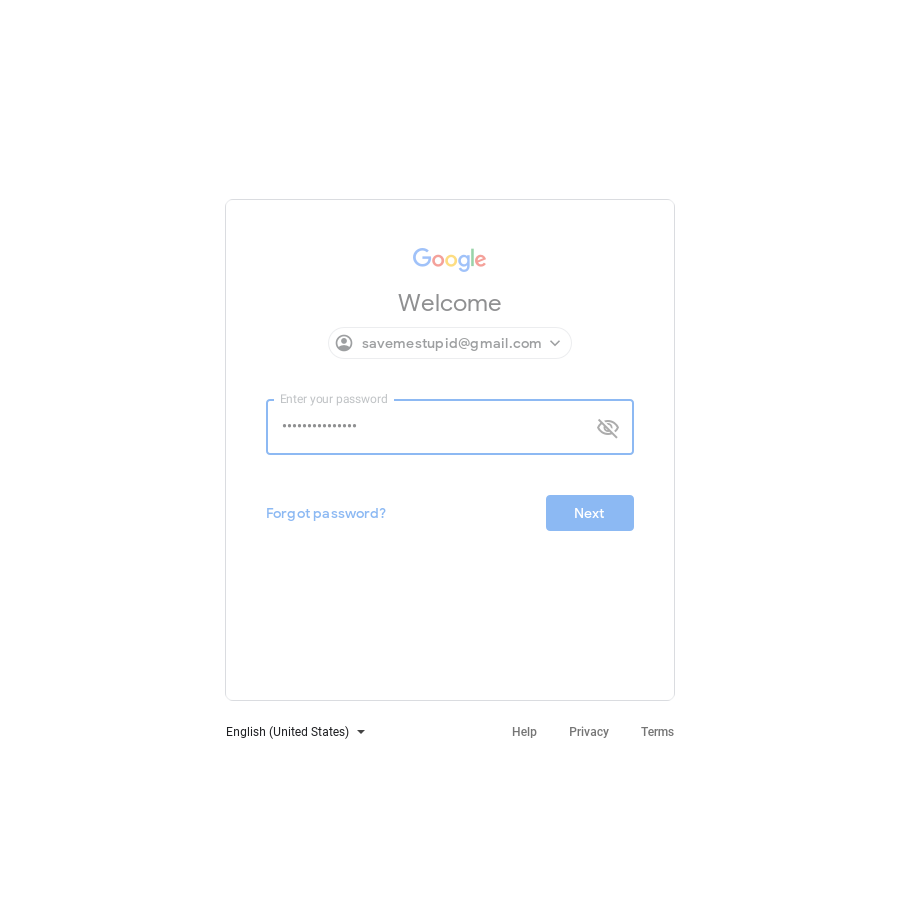 Google
Welcome
savemestupid@gmail.com
Enter your password
•••••••••••••••
Forgot password?
Next
English (United States)
Help
Privacy
Terms